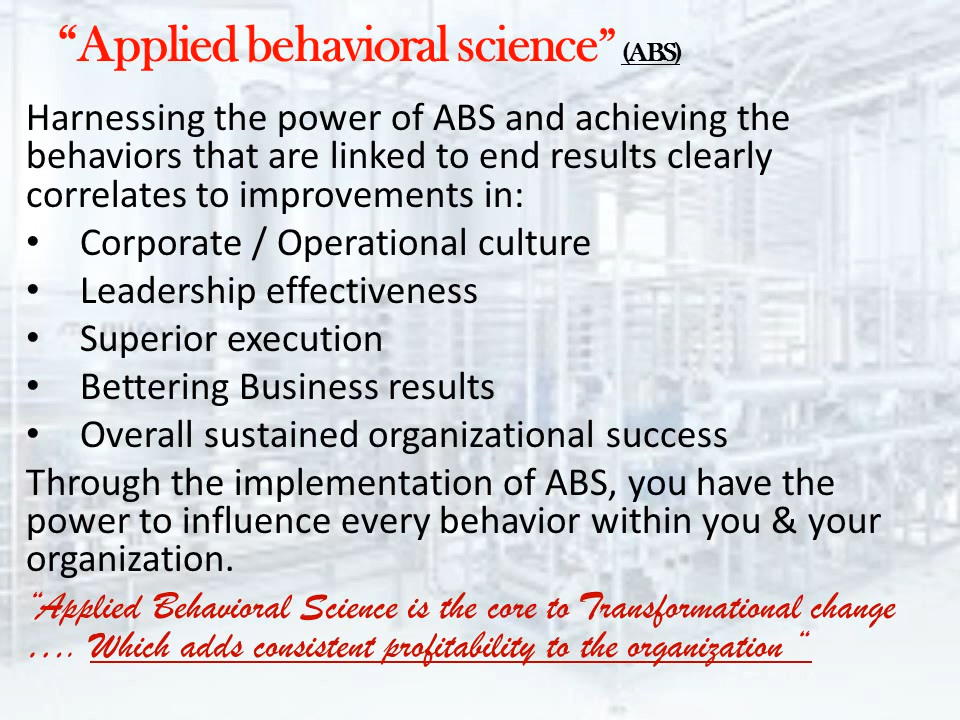 “Applied behavioral science” (ABS)
Harnessing the power of ABS and achieving the
behaviors that are linked to end results clearly
correlates to improvements in:
• Corporate / Operational culture
• Leadership effectiveness
• Superior execution
• Bettering Business results
• Overall sustained organizational success
Through the implementation of ABS, you have the
power to influence every behavior within you & your
organization.
“Applied Behavioral Science is the core to Transformational change
…. Which adds consistent profitability to the organization “